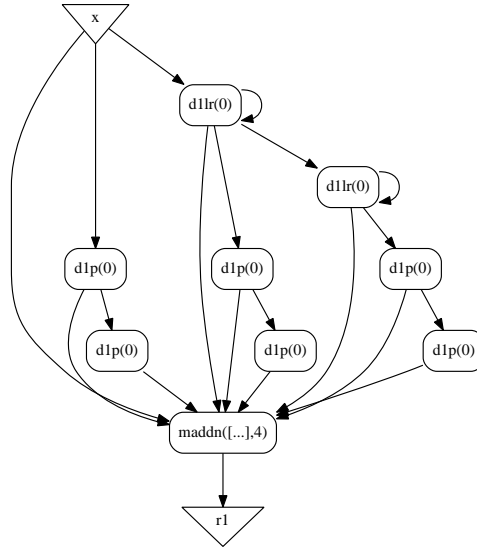 x
d1lr(0)
d1lr(0)
d1p(0) d1p(0) d1p(0)
d1p(0) d1p(0) d1p(0)
maddn([...],4)
r1